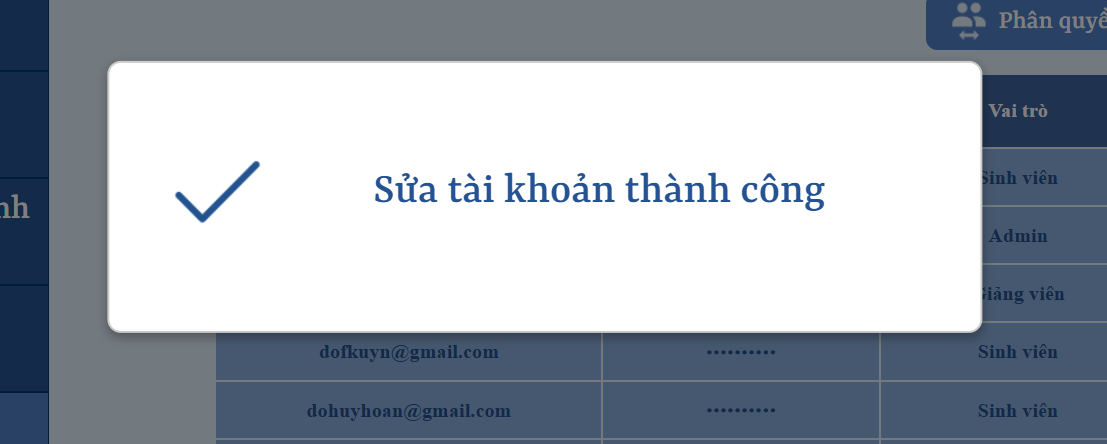 Phân quyề
Vai trò
nh
Sinh viên
Sửa tài khoản thành công
Admin
Giảng viên
dofkuyn@gmail.com •••••••••• Sinh viên
dohuyhoan@gmail.com •••••••••• Sinh viên